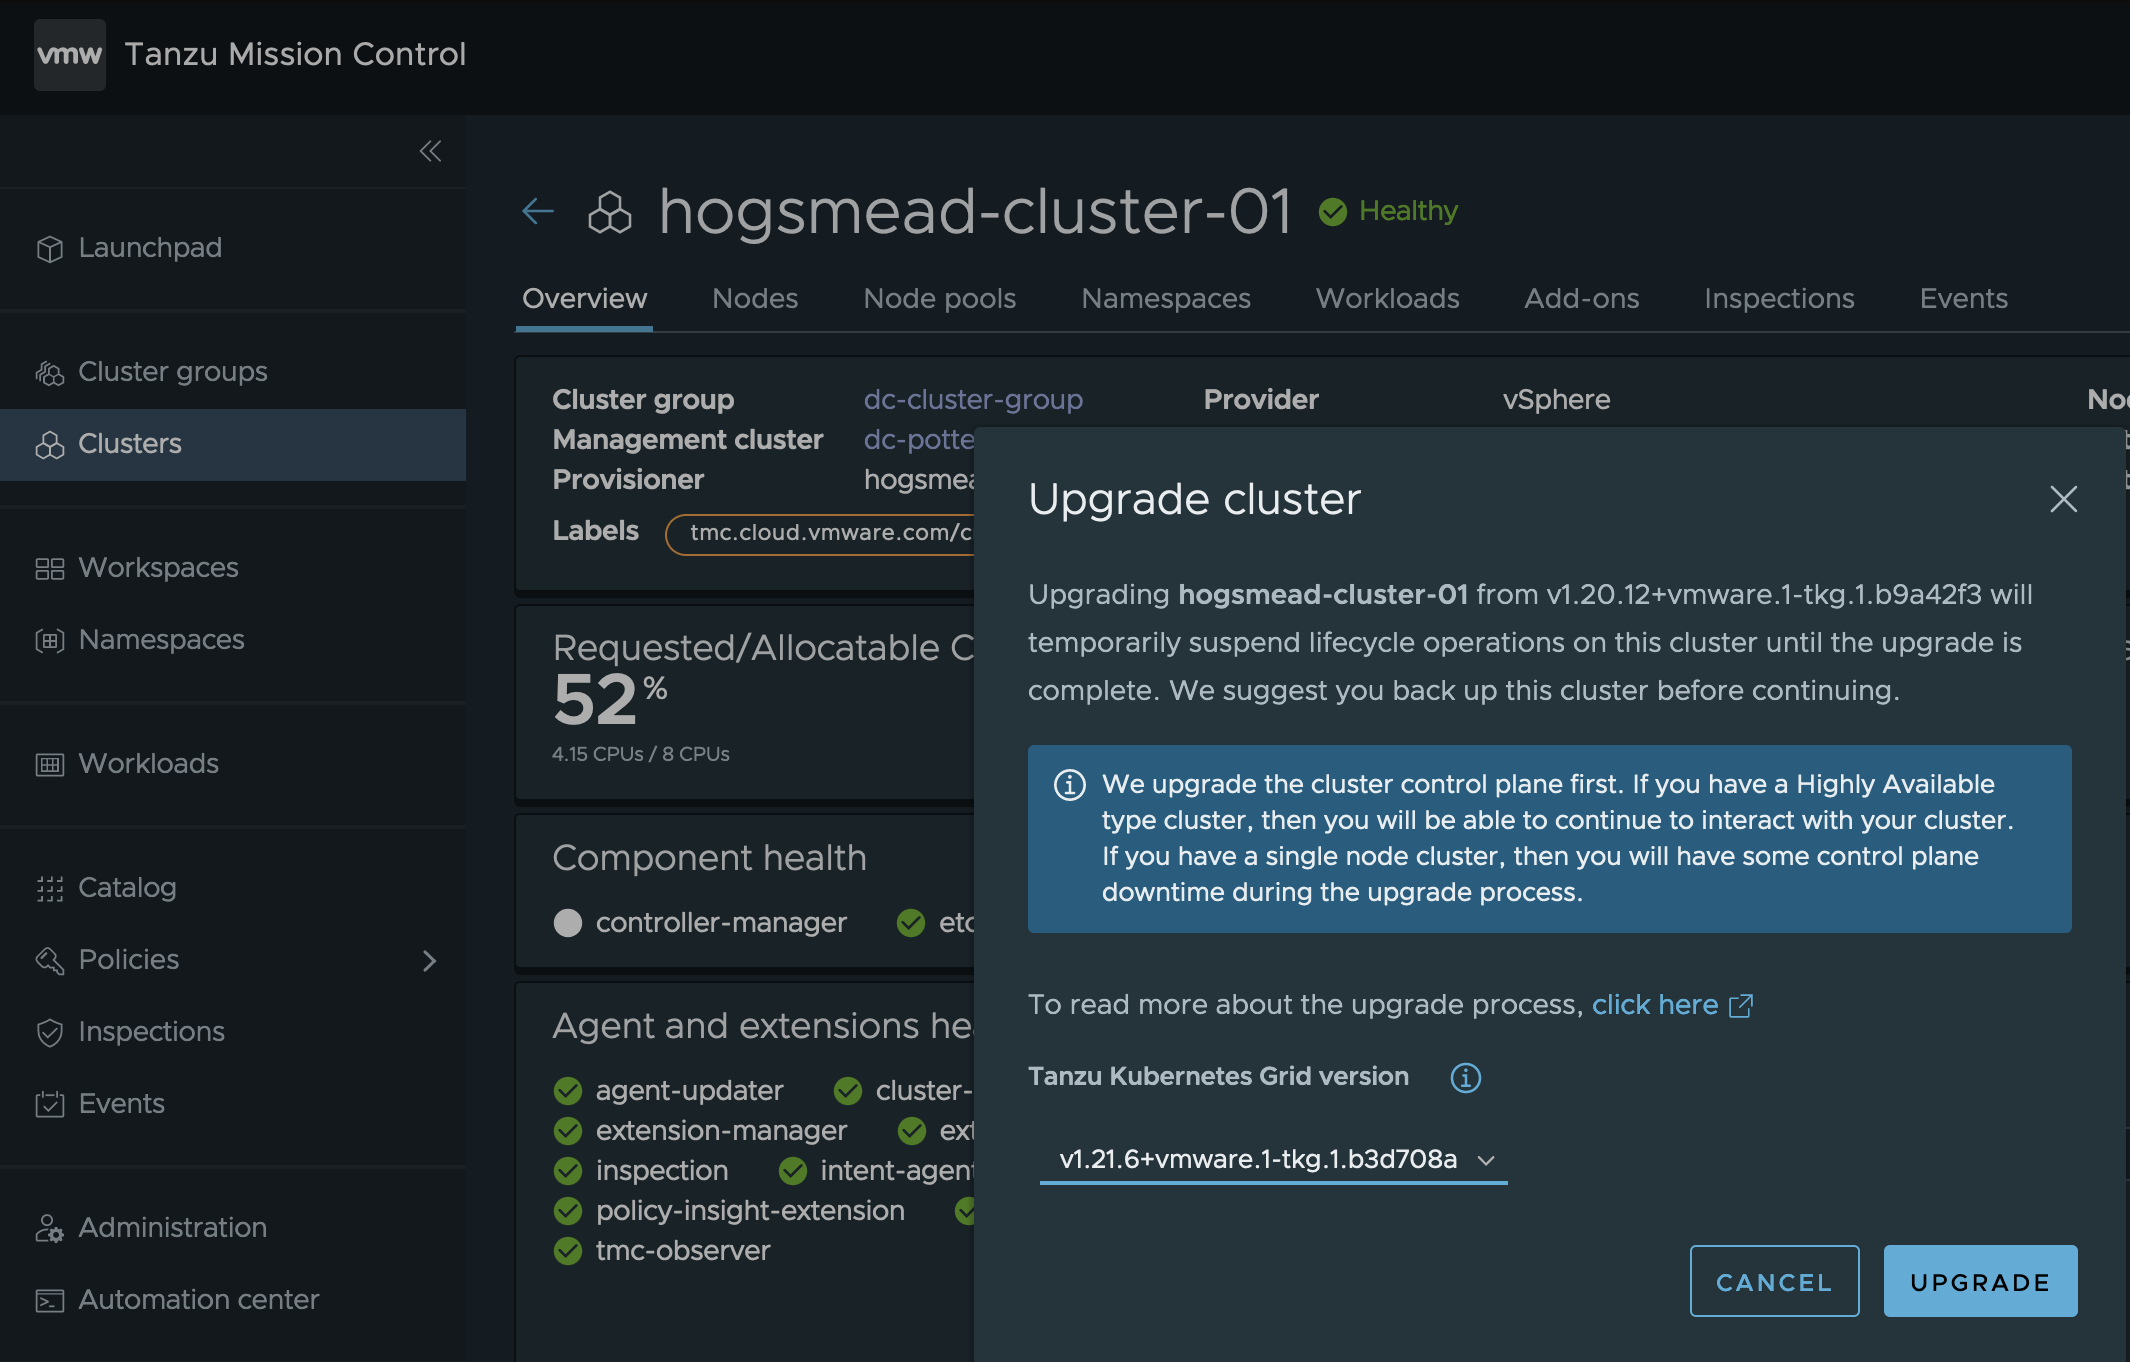 vmw Tanzu Mission Control
Launchpad
Cluster groups
Clusters
Workspaces
Namespaces
Workloads
Catalog
Policies
Inspections
Events
Administration
Automation center
hogsmead-cluster-01 Healthy
Overview Nodes Node pools Namespaces Workloads Add-ons Inspections Events
Cluster group dc-cluster-group Provider vSphere
Management cluster dc-potte
Provisioner hogsmea
Labels tmc.cloud.vmware.com/c
Requested/Allocatable C
52%
4.15 CPUs / 8 CPUs
Component health
controller-manager etc
Agent and extensions hea
agent-updater cluster-
extension-manager ext
inspection intent-agent
policy-insight-extension
tmc-observer
Upgrade cluster
Upgrading hogsmead-cluster-01 from v1.20.12+vmware.1-tkg.1.b9a42f3 will
temporarily suspend lifecycle operations on this cluster until the upgrade is
complete. We suggest you back up this cluster before continuing.
We upgrade the cluster control plane first. If you have a Highly Available
type cluster, then you will be able to continue to interact with your cluster.
If you have a single node cluster, then you will have some control plane
downtime during the upgrade process.
To read more about the upgrade process, click here
Tanzu Kubernetes Grid version
v1.21.6+vmware.1-tkg.1.b3d708a
CANCEL UPGRADE